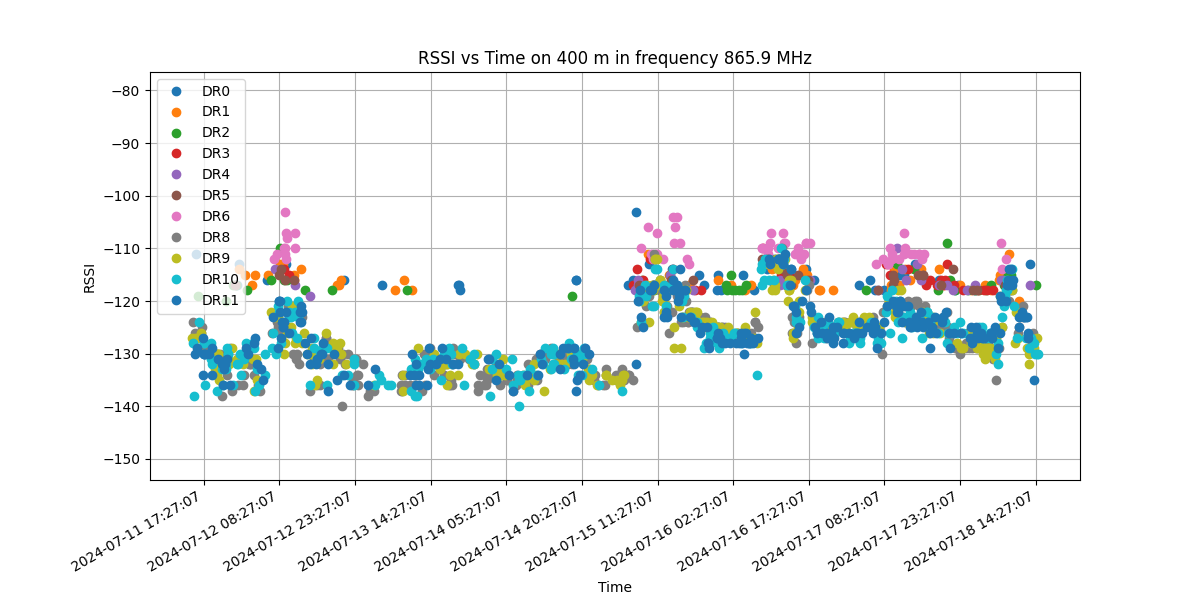 RSSI vs Time on 400 m in frequency 865.9 MHz
RSSI
−80
−90
−100
−110
−120
−130
−140
−150
DR0
DR1
DR2
DR3
DR4
DR5
DR6
DR8
DR9
DR10
DR11
2024-07-11 17:27:07
2024-07-12 08:27:07
2024-07-12 23:27:07
2024-07-13 14:27:07
2024-07-14 05:27:07
2024-07-14 20:27:07
2024-07-15 11:27:07
2024-07-16 02:27:07
2024-07-16 17:27:07
2024-07-17 08:27:07
2024-07-17 23:27:07
2024-07-18 14:27:07
Time